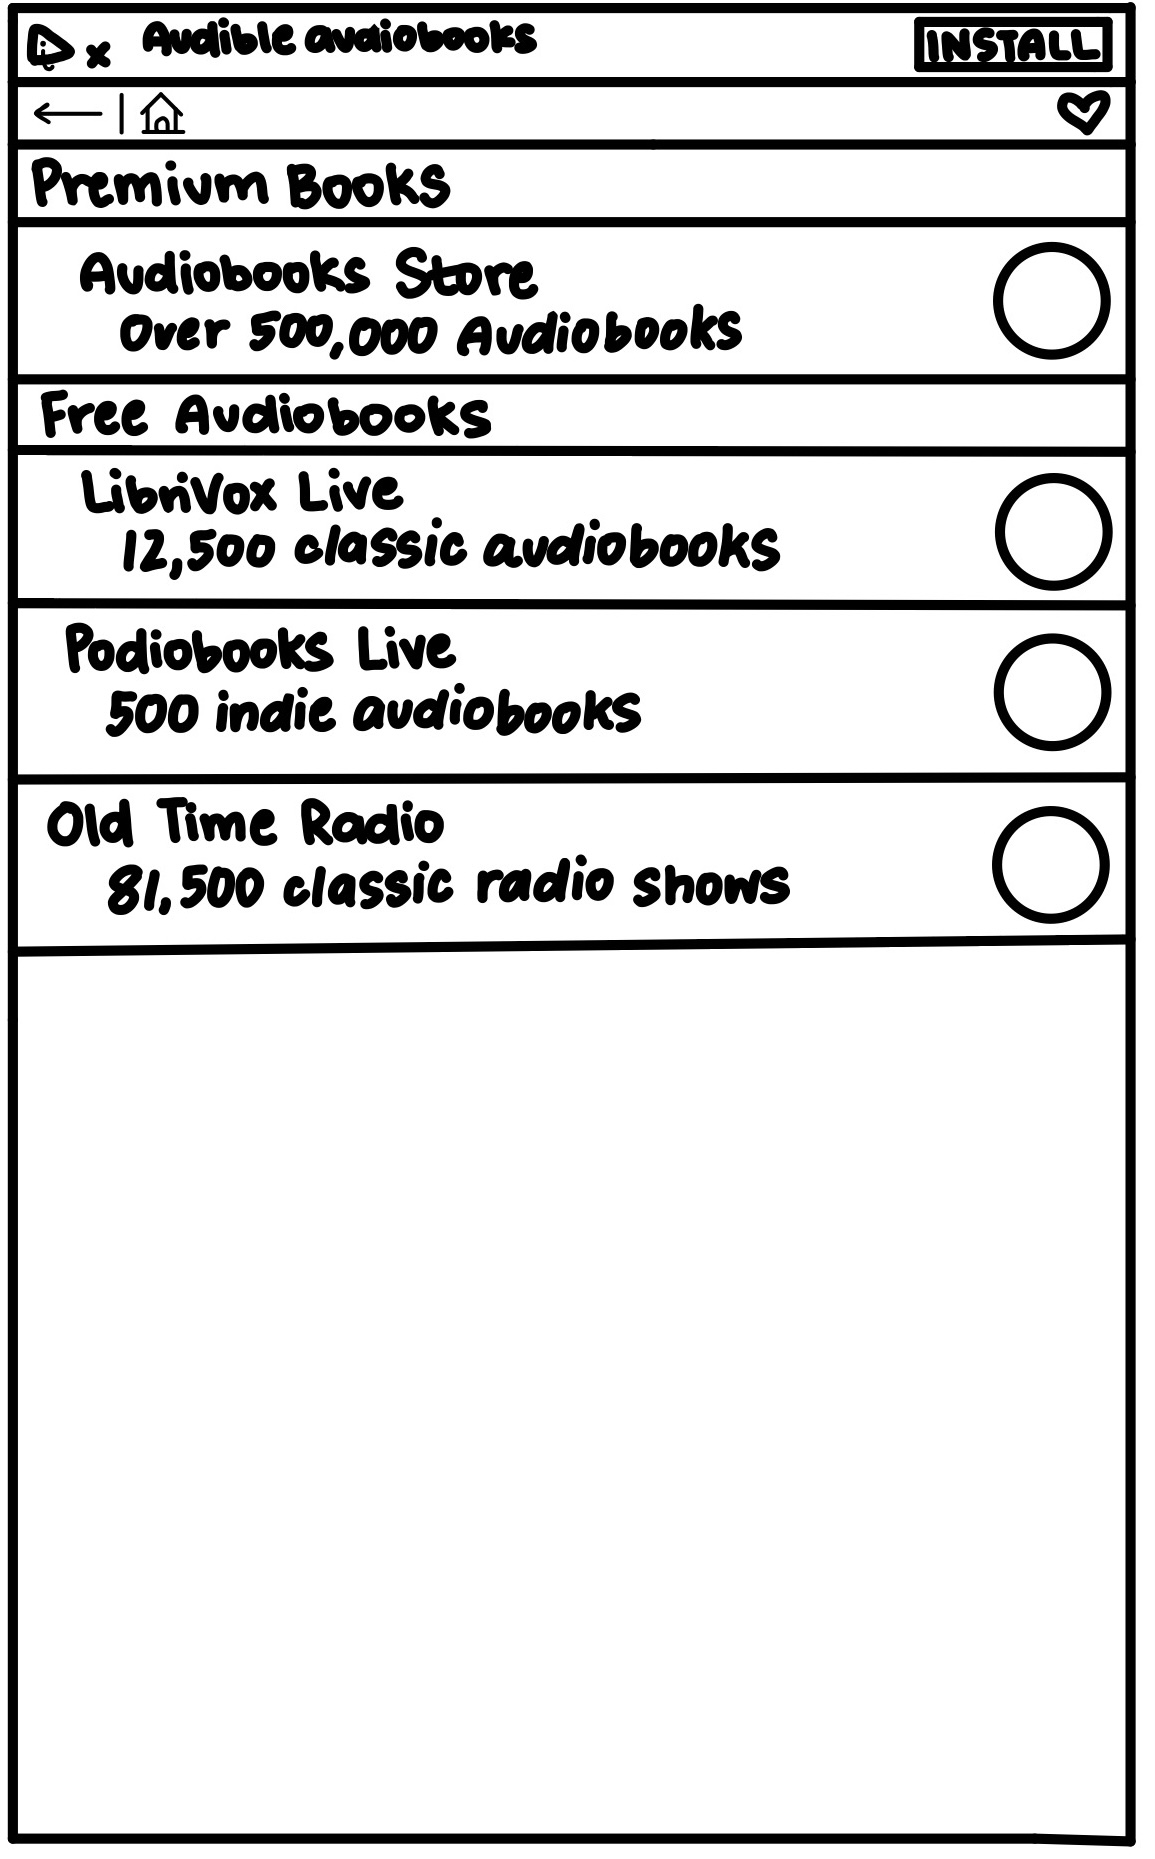 x Audible audiobooks INSTALL
Premium Books
Audiobooks Store
Over 500,000 Audiobooks
Free Audiobooks
LibriVox Live
12,500 classic audiobooks
Podiobooks Live
500 indie audiobooks
Old Time Radio
81,500 classic radio shows